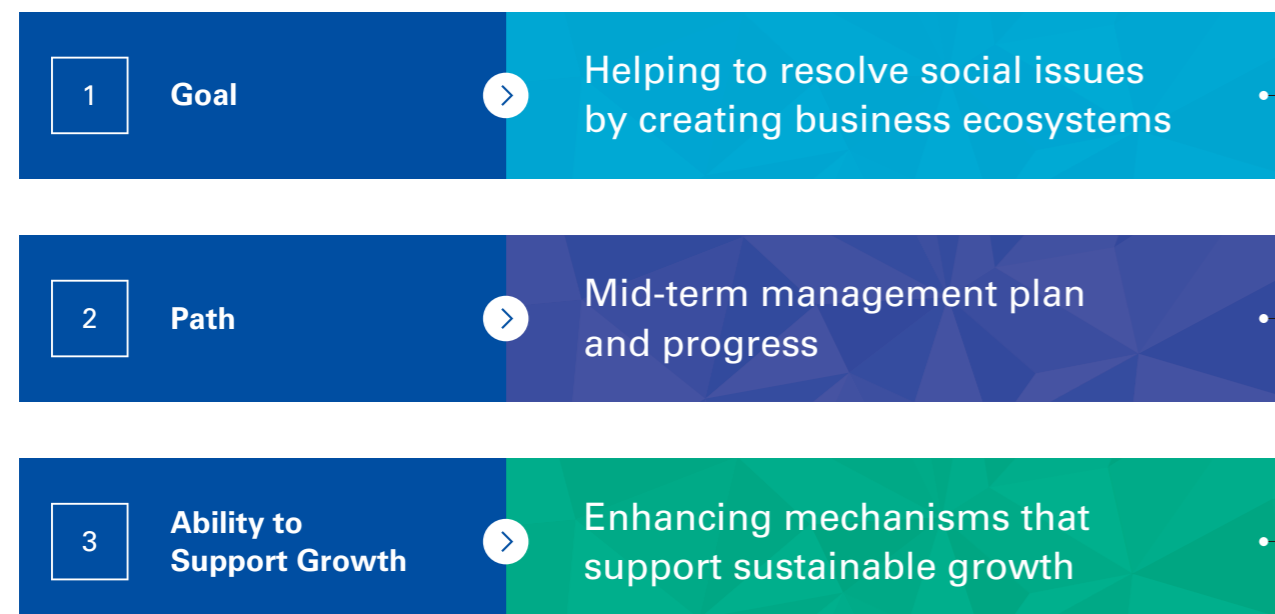 1
Goal
Helping to resolve social issues
by creating business ecosystems
2
Path
Mid-term management plan
and progress
3
Ability to
Support Growth
Enhancing mechanisms that
support sustainable growth